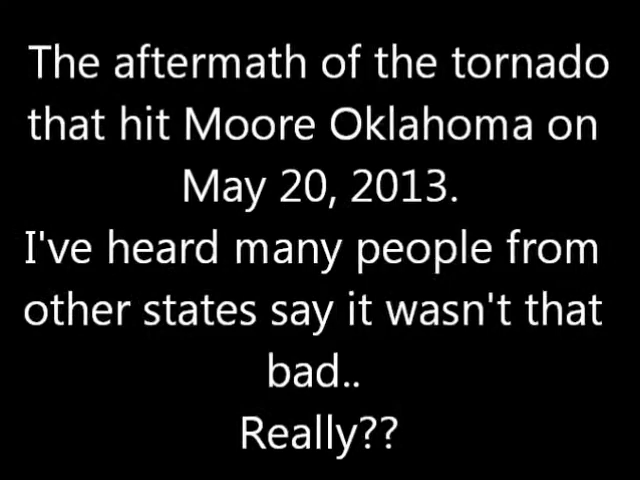 The aftermath of the tornado
that hit Moore Oklahoma on
May 20, 2013.
I've heard many people from
other states say it wasn't that
bad..
Really??